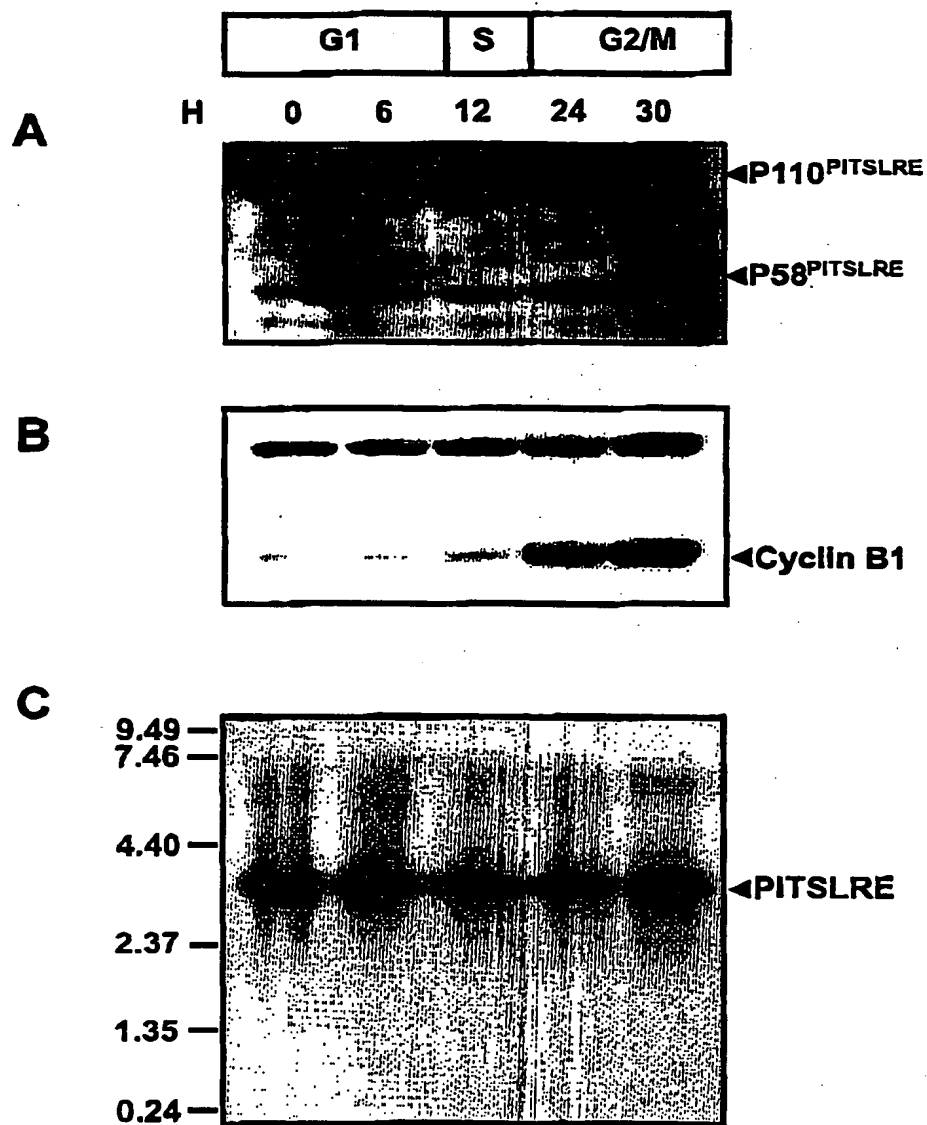 G1 S G2/M
H 0 6 12 24 30
A
P110PITSLRE
P58PITSLRE
B
Cyclin B1
C
9.49
7.46
4.40
PITSLRE
2.37
1.35
0.24